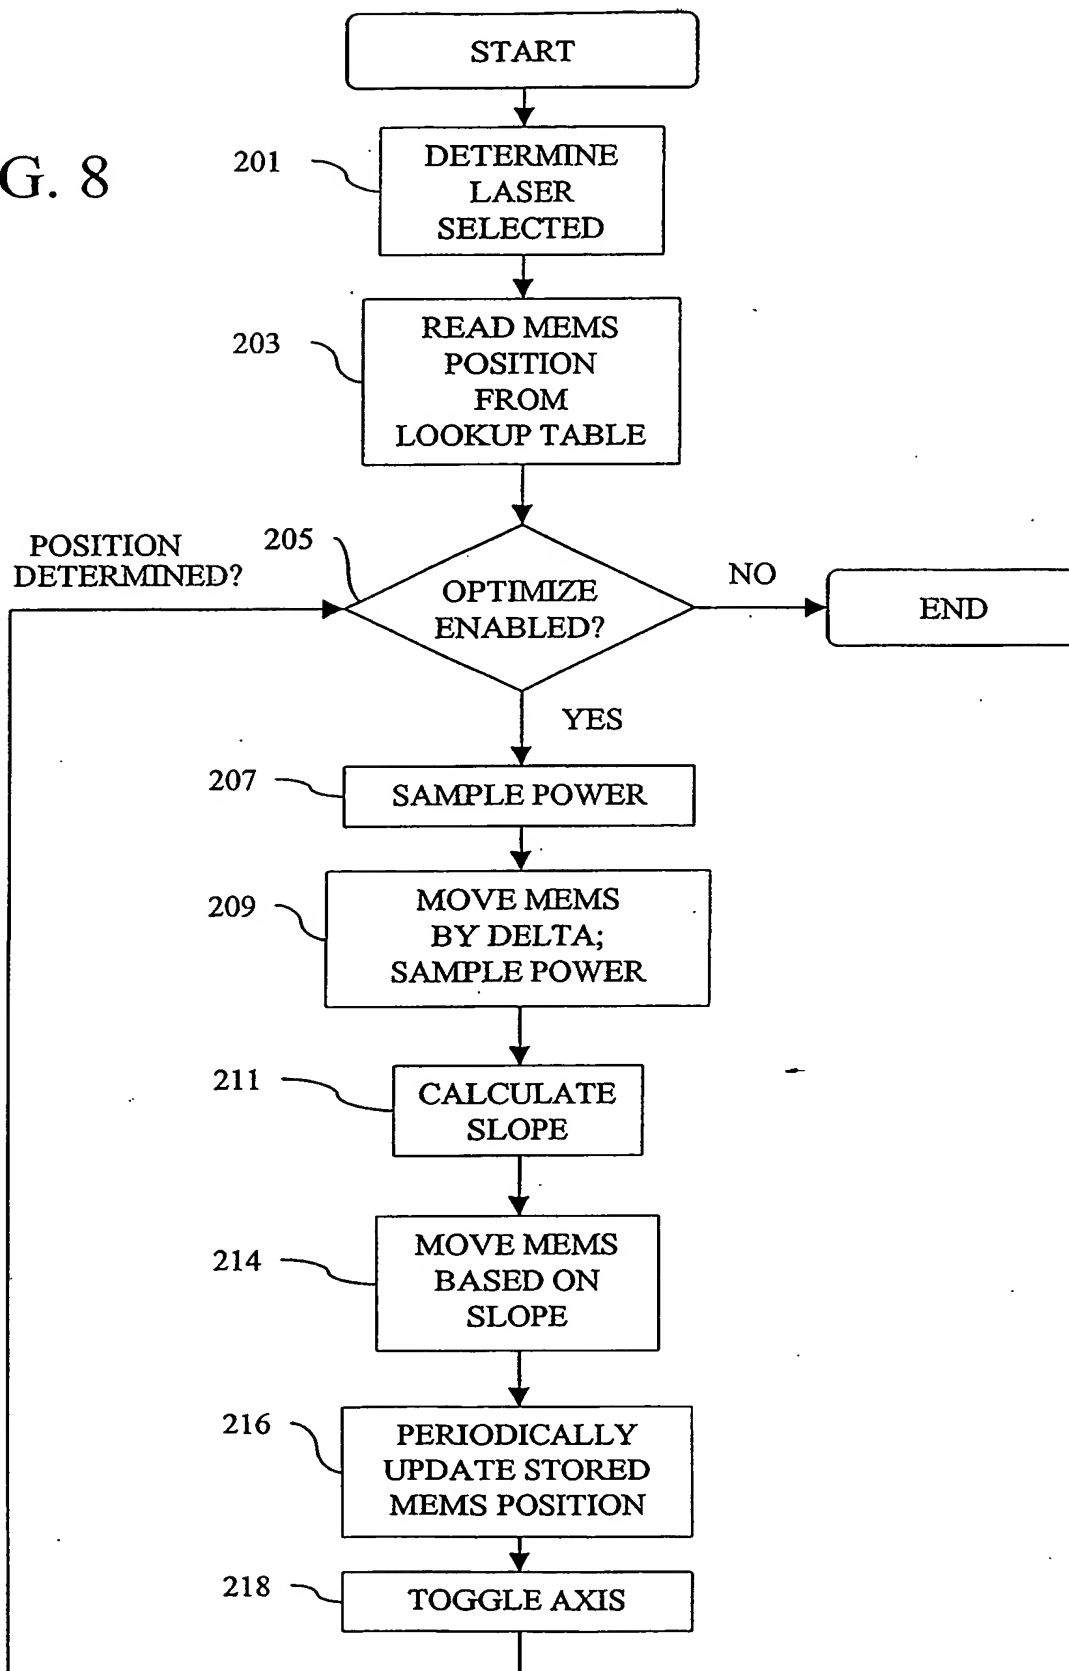 START
G. 8
201
DETERMINE
LASER
SELECTED
203
READ MEMS
POSITION
FROM
LOOKUP TABLE
POSITION
DETERMINED?
205
OPTIMIZE
ENABLED?
NO
END
YES
207
SAMPLE POWER
209
MOVE MEMS
BY DELTA;
SAMPLE POWER
211
CALCULATE
SLOPE
214
MOVE MEMS
BASED ON
SLOPE
216
PERIODICALLY
UPDATE STORED
MEMS POSITION
218
TOGGLE AXIS